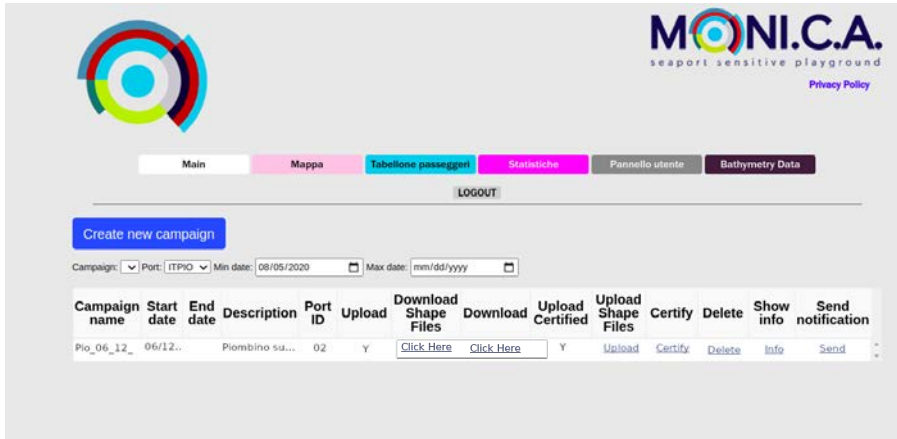 MONI.C.A.
seaport sensitive playground
Privacy Policy
Main Mappa Tabellone passeggeri Statistiche Pannello utente Bathymetry Data
LOGOUT
Create new campaign
Campaign: Port: ITPIO Min date: 08/05/2020 Max date: mm/dd/yyyy
Campaign name Start date End date Description Port ID Upload Download Shape Files Download Upload Certified Upload Shape Files Certify Delete Show info Send notification
Pio_06_12_ 06/12.. Piombino su... 02 Y Click Here Click Here Y Upload Certify Delete Info Send